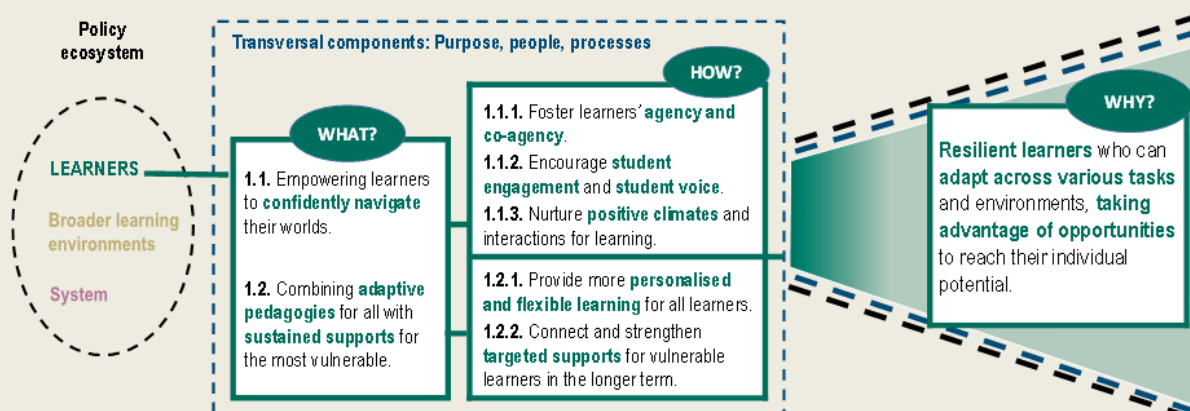 Policy
ecosystem
LEARNERS
Broader learning
environments
System
Transversal components: Purpose, people, processes
WHAT?
1.1. Empowering learners
to confidently navigate
their worlds.
1.2. Combining adaptive
pedagogies for all with
sustained supports for
the most vulnerable.
HOW?
1.1.1. Foster learners’ agency and
co-agency.
1.1.2. Encourage student
engagement and student voice.
1.1.3. Nurture positive climates and
interactions for learning.
1.2.1. Provide more personalised
and flexible learning for all learners.
1.2.2. Connect and strengthen
targeted supports for vulnerable
learners in the longer term.
WHY?
Resilient learners who can
adapt across various tasks
and environments, taking
advantage of opportunities
to reach their individual
potential.